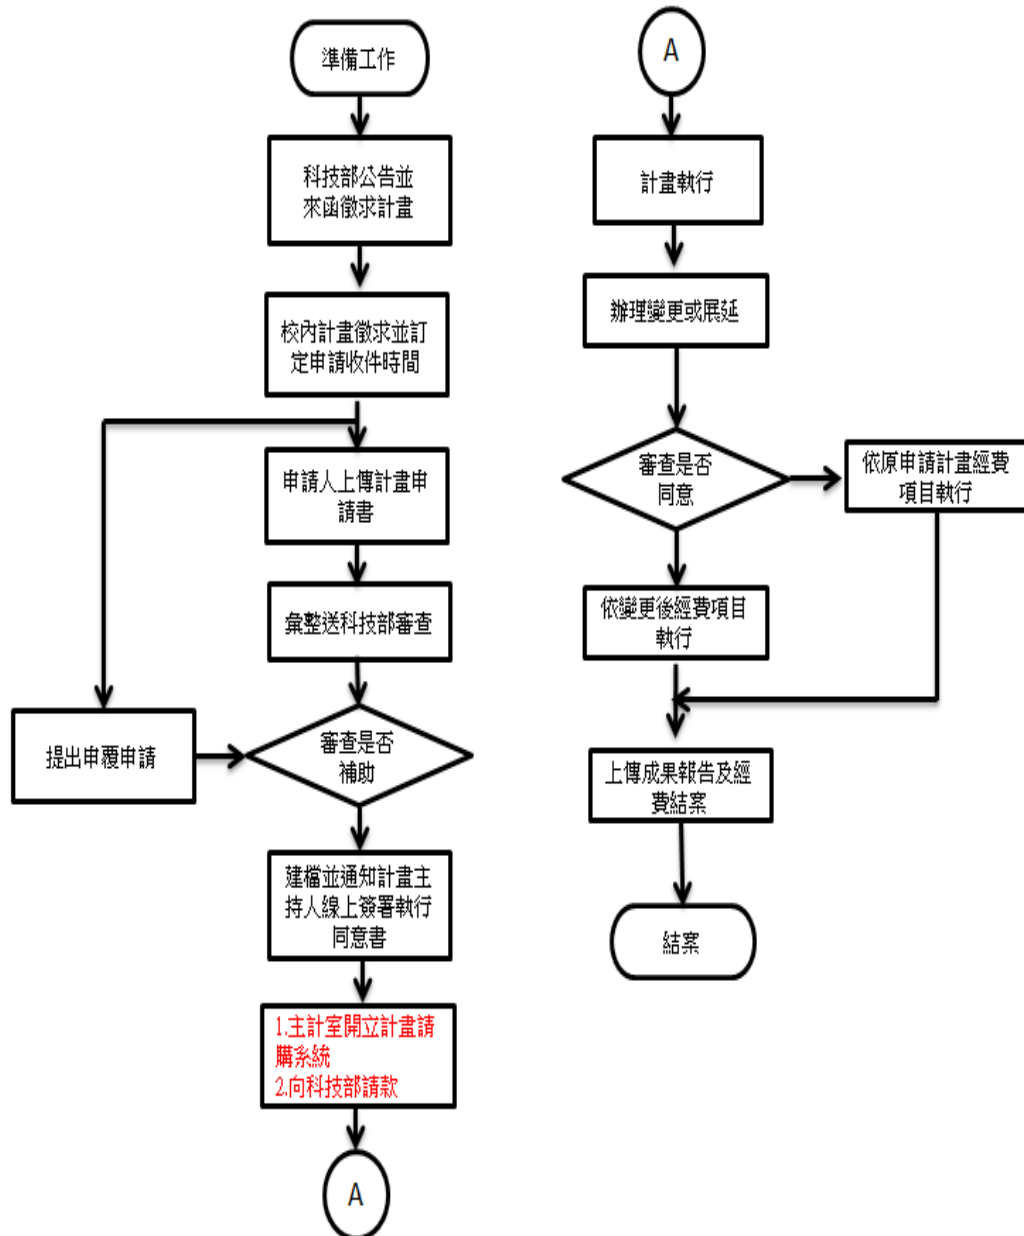 準備工作
科技部公告並
來函徵求計畫
校內計畫徵求並訂
定申請收件時間
申請人上傳計畫申
請書
彙整送科技部審查
提出申覆申請
審查是否
補助
建檔並通知計畫主
持人線上簽署執行
同意書
1.主計室開立計畫請
購系統
2.向科技部請款
A
A
計畫執行
辦理變更或展延
審查是否
同意
依原申請計畫經費
項目執行
依變更後經費項目
執行
上傳成果報告及經
費結案
結案